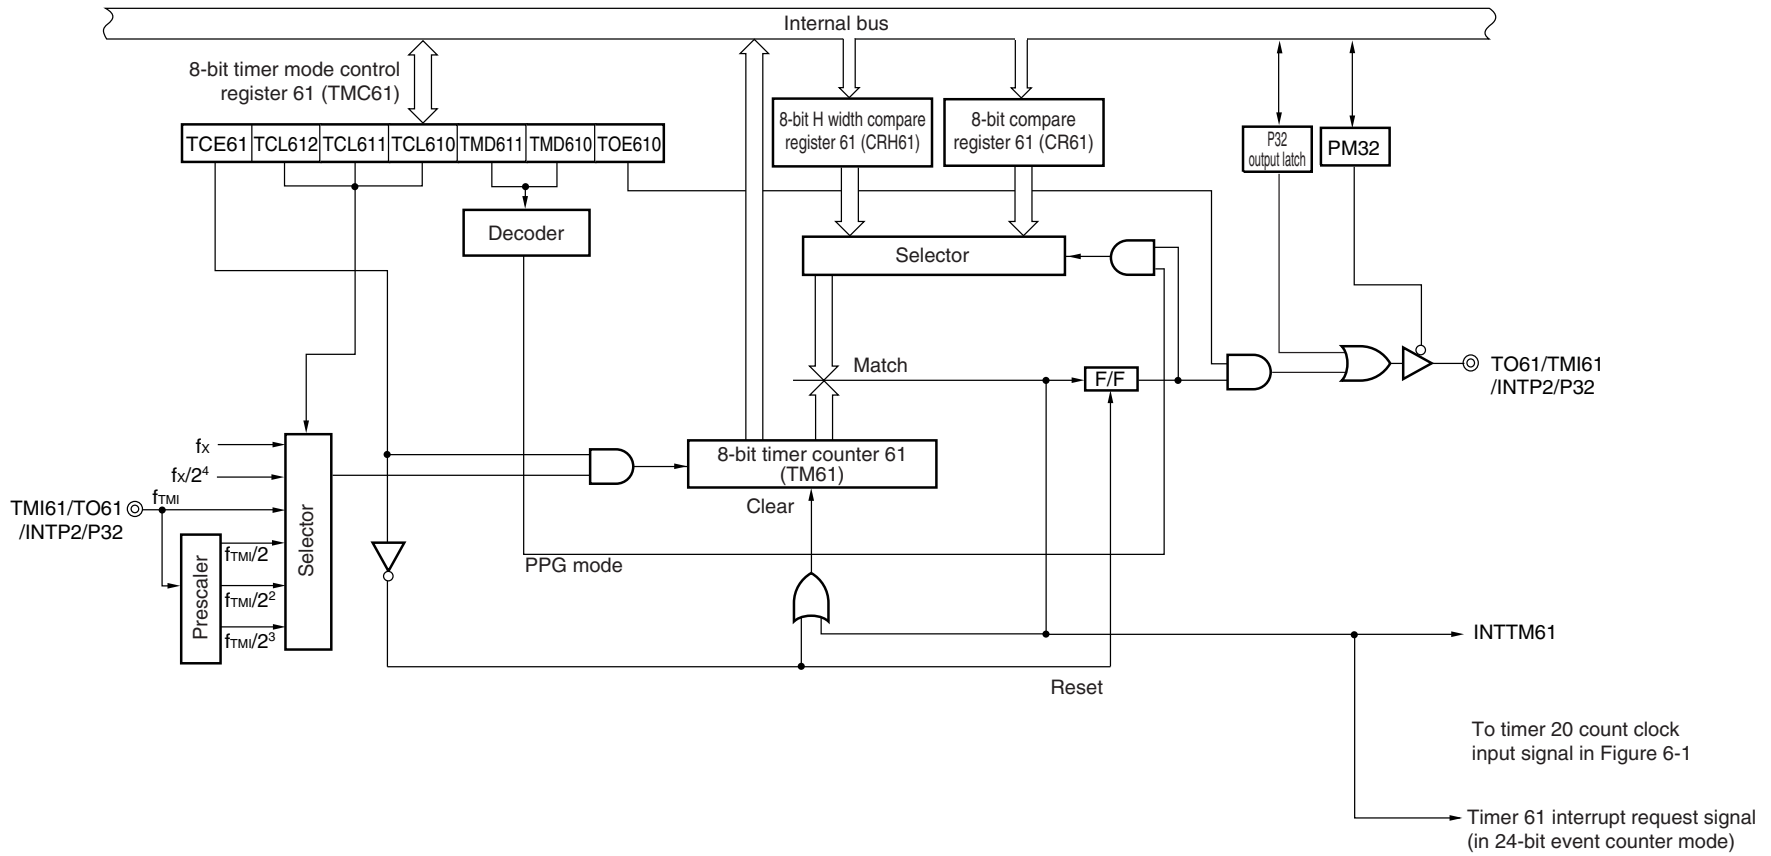 Internal bus
8-bit timer mode control
register 61 (TMC61)
TCE61 TCL612 TCL611 TCL610 TMD611 TMD610 TOE610
8-bit H width compare
register 61 (CRH61)
8-bit compare
register 61 (CR61)
P32
output latch
PM32
Decoder
Selector
Match
F/F
TO61/TMI61
/INTP2/P32
8-bit timer counter 61
(TM61)
Clear
fX
fX/2⁴
fTMI
TMI61/TO61
/INTP2/P32
Prescaler
fTMI/2
fTMI/2²
fTMI/2³
Selector
PPG mode
INTTM61
Reset
To timer 20 count clock
input signal in Figure 6-1
Timer 61 interrupt request signal
(in 24-bit event counter mode)